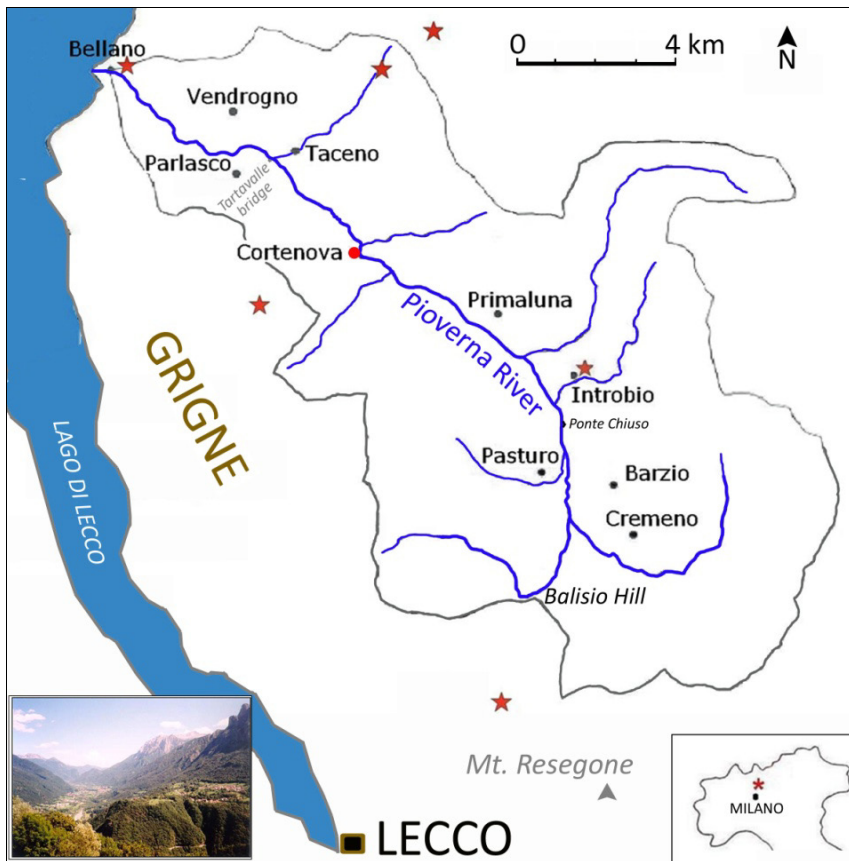 Bellano
0 4 km
N
Vendrogno
Parlasco
Taceno
Tartavalle
bridge
Cortenova
Primaluna
Pioverna River
GRIGNE
Introbio
Ponte Chiuso
Pasturo
Barzio
Cremeno
LAGO DI LECCO
Balisio Hill
Mt. Resegone
MILANO
LECCO